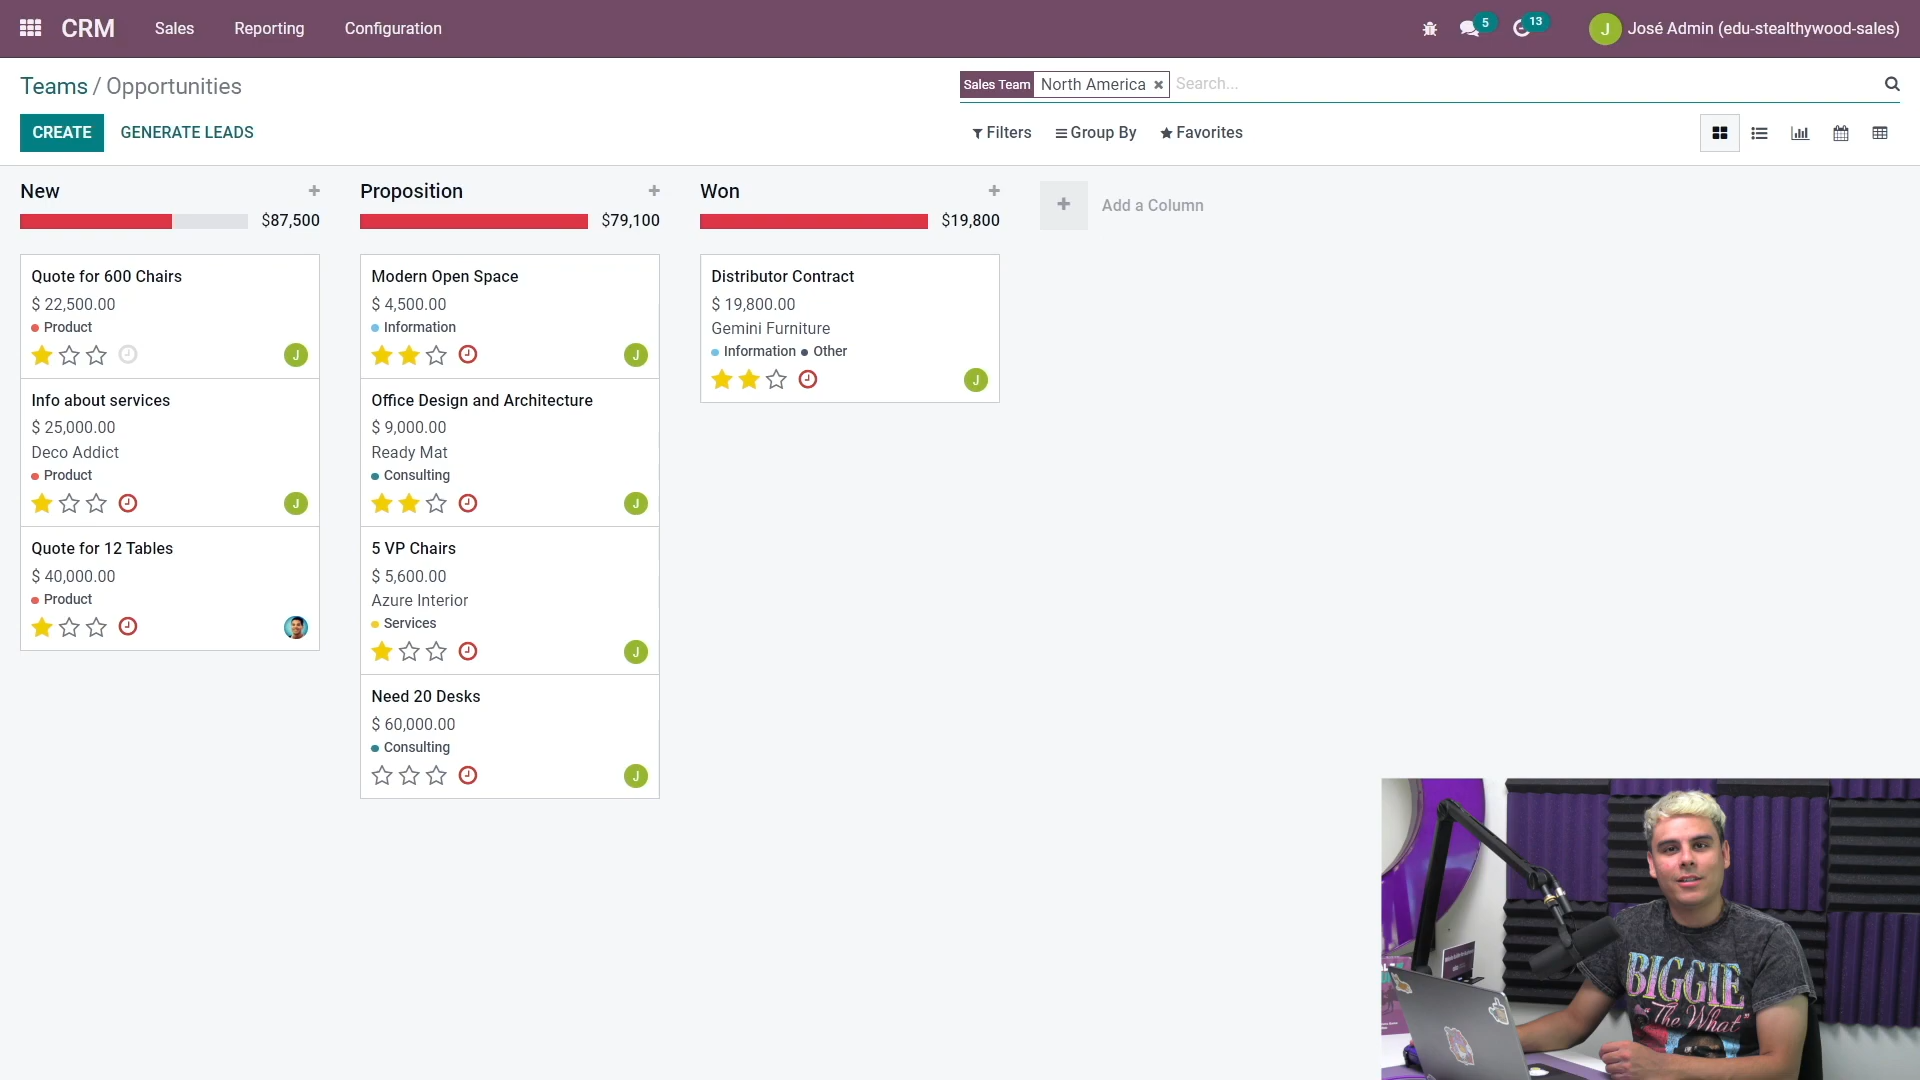 CRM Sales Reporting Configuration 5 13 J José Admin (edu-stealthywood-sales)
Teams / Opportunities
Sales Team North America Search...
CREATE GENERATE LEADS
Filters Group By Favorites
New
$87,500
Quote for 600 Chairs
$ 22,500.00
Product
J
Info about services
$ 25,000.00
Deco Addict
Product
J
Quote for 12 Tables
$ 40,000.00
Product
Proposition
$79,100
Modern Open Space
$ 4,500.00
Information
J
Office Design and Architecture
$ 9,000.00
Ready Mat
Consulting
J
5 VP Chairs
$ 5,600.00
Azure Interior
Services
J
Need 20 Desks
$ 60,000.00
Consulting
J
Won
$19,800
Distributor Contract
$ 19,800.00
Gemini Furniture
Information Other
J
Add a Column
BIGGIE
"The What"